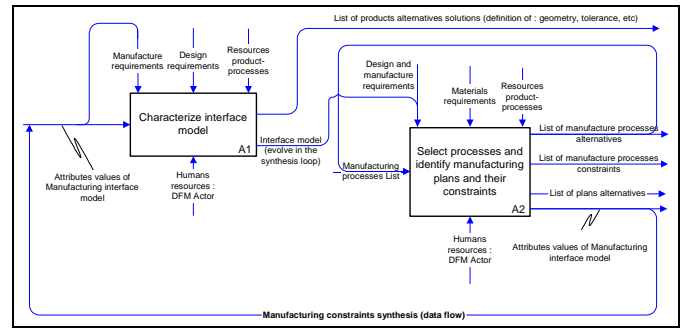 List of products alternatives solutions (definition of : geometry, tolerance, etc)
Manufacture
requirements
Design
requirements
Resources
product-
processes
Characterize interface
model
A1
Humans
resources :
DFM Actor
Attributes values of
Manufacturing interface
model
Interface model
(evolve in the
synthesis loop)
Design and
manufacture
requirements
Materials
requirements
Resources
product-
processes
Manufacturing
processes List
Select processes and
identify manufacturing
plans and their
constraints
A2
Humans
resources :
DFM Actor
List of manufacture processes
alternatives
List of manufacture processes
constraints
List of plans alternatives
Attributes values of Manufacturing
interface model
Manufacturing constraints synthesis (data flow)